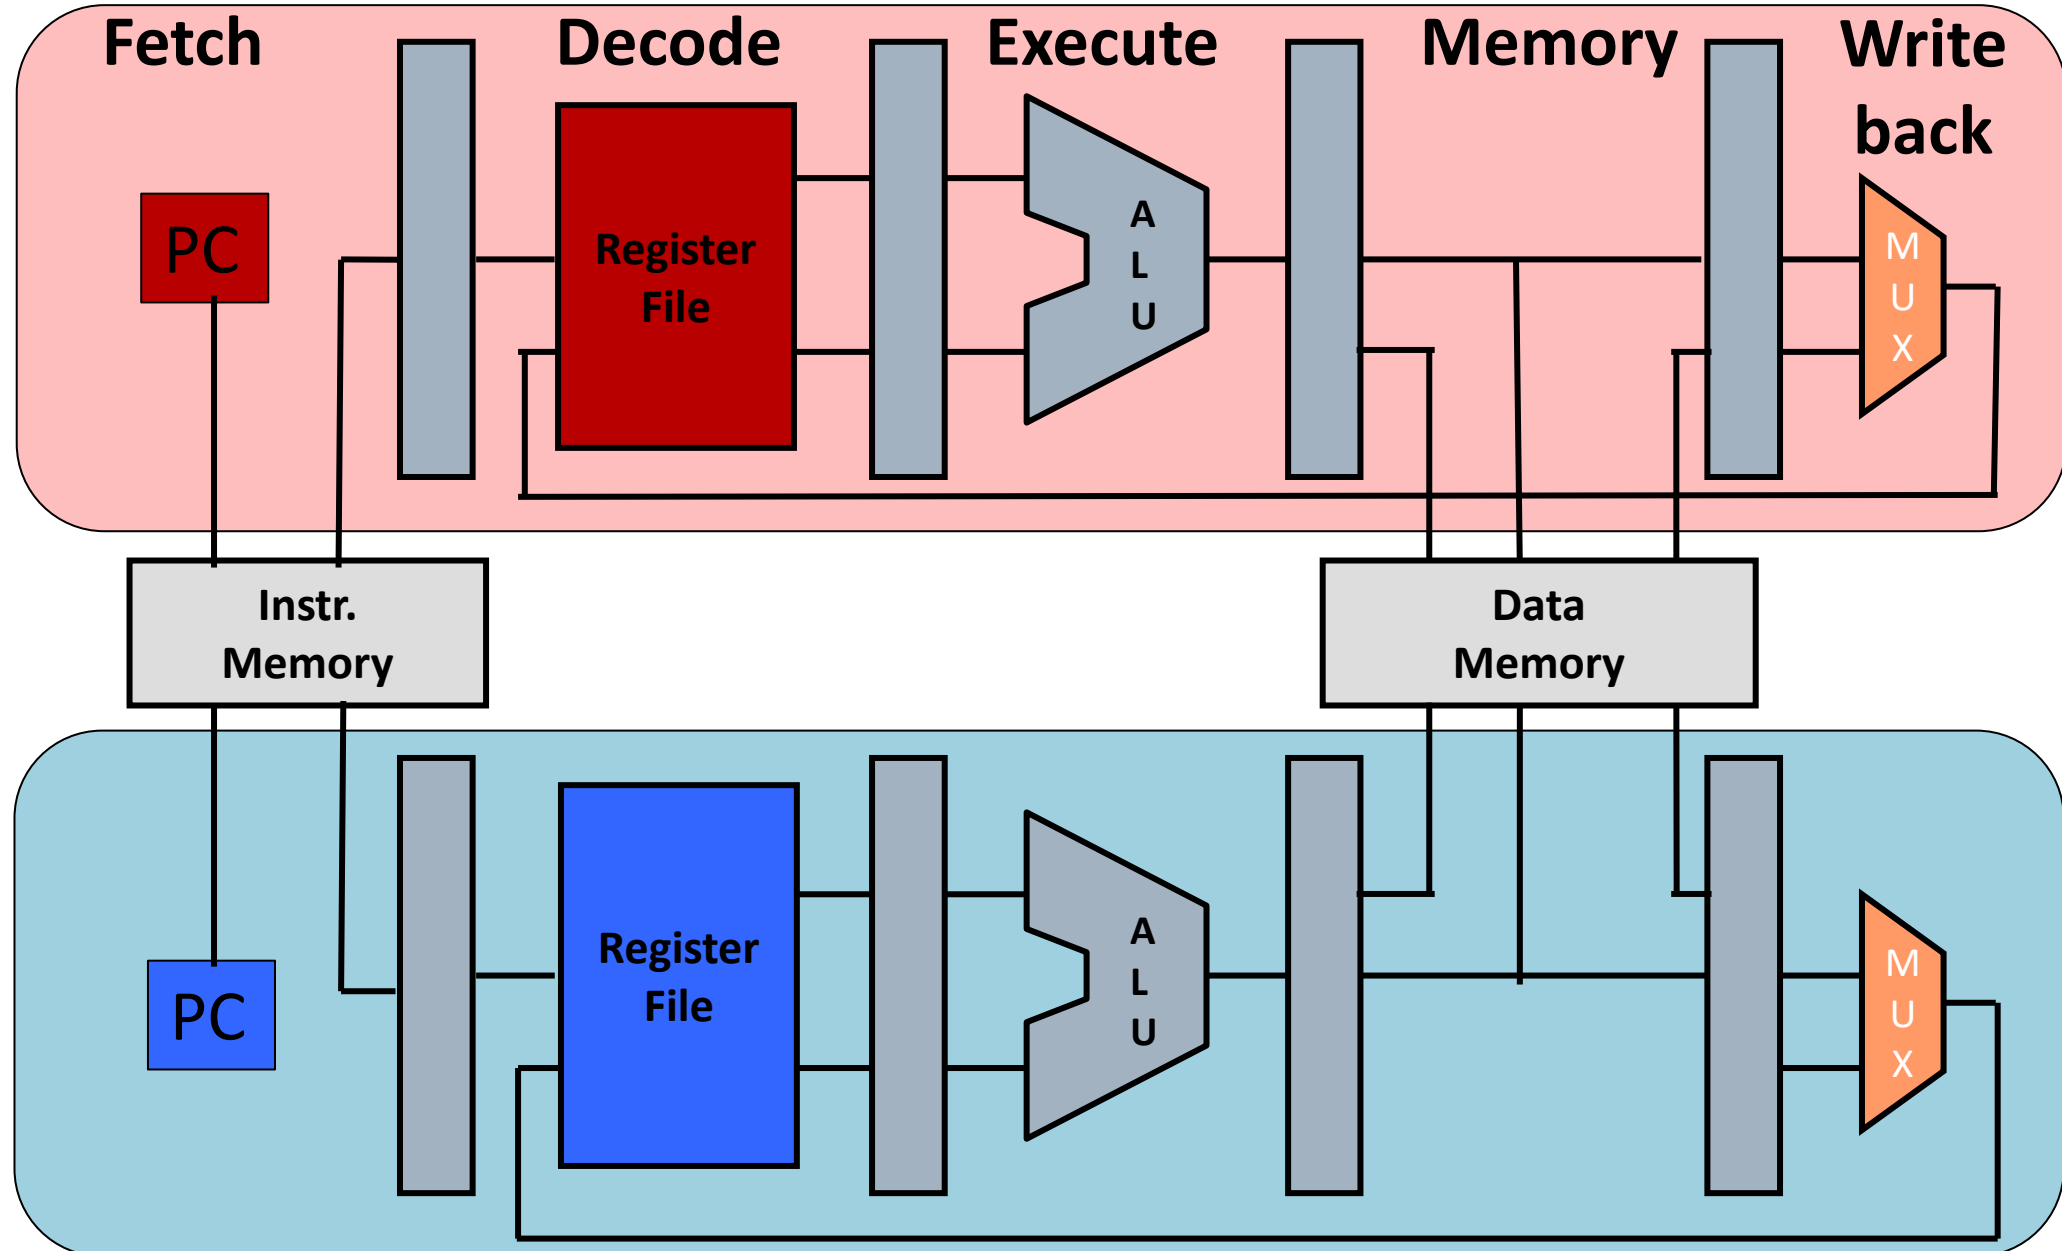 Fetch
Decode
Execute
Memory
Write
back
PC
Register
File
A
L
U
M
U
X
Instr.
Memory
Data
Memory
PC
Register
File
A
L
U
M
U
X